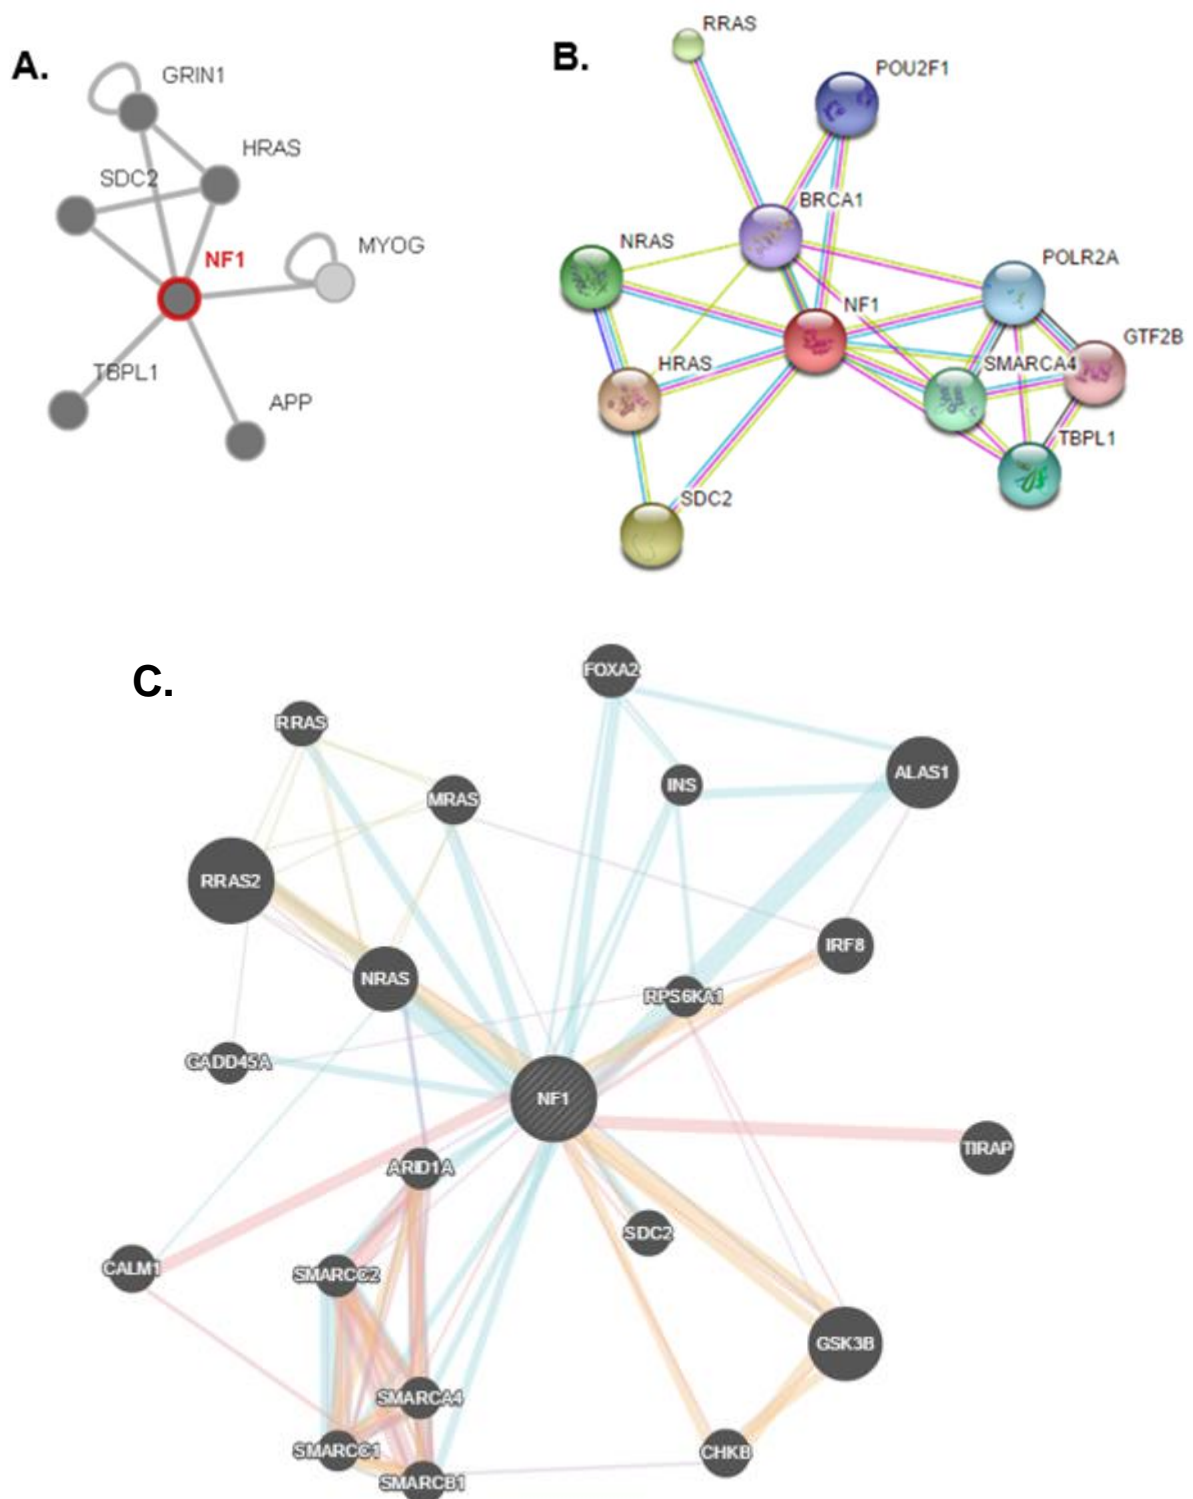 A.
GRIN1
HRAS
SDC2
NF1
MYOG
TBPL1
APP
B.
RRAS
POU2F1
BRCA1
NRAS
POLR2A
NF1
GTF2B
HRAS
SMARCA4
TBPL1
SDC2
C.
FOXA2
RRAS
ALAS1
INS
MRAS
RRAS2
IRF8
NRAS
RPS6KA1
GADD45A
NF1
TIRAP
ARID1A
SDC2
CALM1
SMARCC2
GSK3B
SMARCA4
SMARCC1
CHKB
SMARCB1